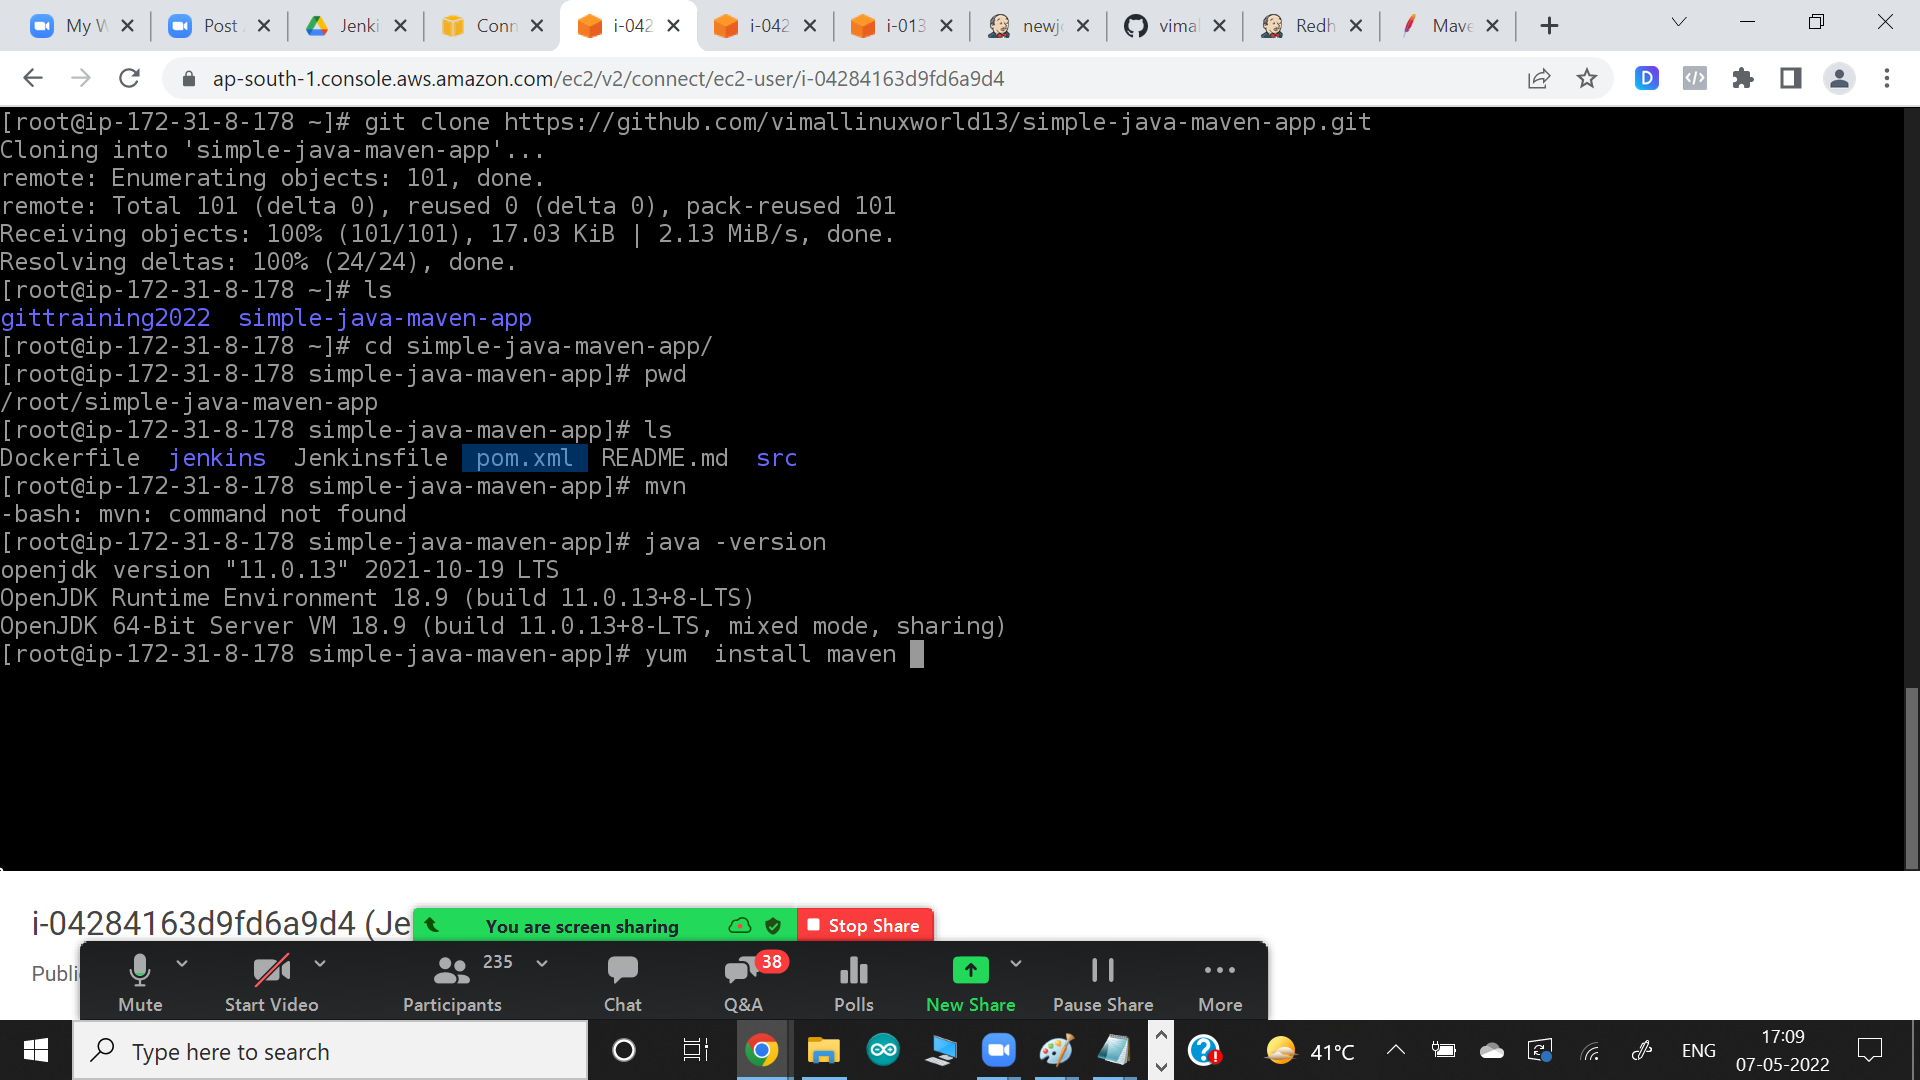 My W
Post
Jenki
Conn
i-042
i-042
i-013
newj
vimal
Redh
Mave
ap-south-1.console.aws.amazon.com/ec2/v2/connect/ec2-user/i-04284163d9fd6a9d4
[root@ip-172-31-8-178 ~]# git clone https://github.com/vimallinuxworld13/simple-java-maven-app.git
Cloning into 'simple-java-maven-app'...
remote: Enumerating objects: 101, done.
remote: Total 101 (delta 0), reused 0 (delta 0), pack-reused 101
Receiving objects: 100% (101/101), 17.03 KiB | 2.13 MiB/s, done.
Resolving deltas: 100% (24/24), done.
[root@ip-172-31-8-178 ~]# ls
gittraining2022  simple-java-maven-app
[root@ip-172-31-8-178 ~]# cd simple-java-maven-app/
[root@ip-172-31-8-178 simple-java-maven-app]# pwd
/root/simple-java-maven-app
[root@ip-172-31-8-178 simple-java-maven-app]# ls
Dockerfile  jenkins  Jenkinsfile  pom.xml  README.md  src
[root@ip-172-31-8-178 simple-java-maven-app]# mvn
-bash: mvn: command not found
[root@ip-172-31-8-178 simple-java-maven-app]# java -version
openjdk version "11.0.13" 2021-10-19 LTS
OpenJDK Runtime Environment 18.9 (build 11.0.13+8-LTS)
OpenJDK 64-Bit Server VM 18.9 (build 11.0.13+8-LTS, mixed mode, sharing)
[root@ip-172-31-8-178 simple-java-maven-app]# yum  install maven
i-04284163d9fd6a9d4 (Je
You are screen sharing
Stop Share
Publi
235
38
Mute
Start Video
Participants
Chat
Q&A
Polls
New Share
Pause Share
More
Type here to search
41°C
ENG
17:09
07-05-2022